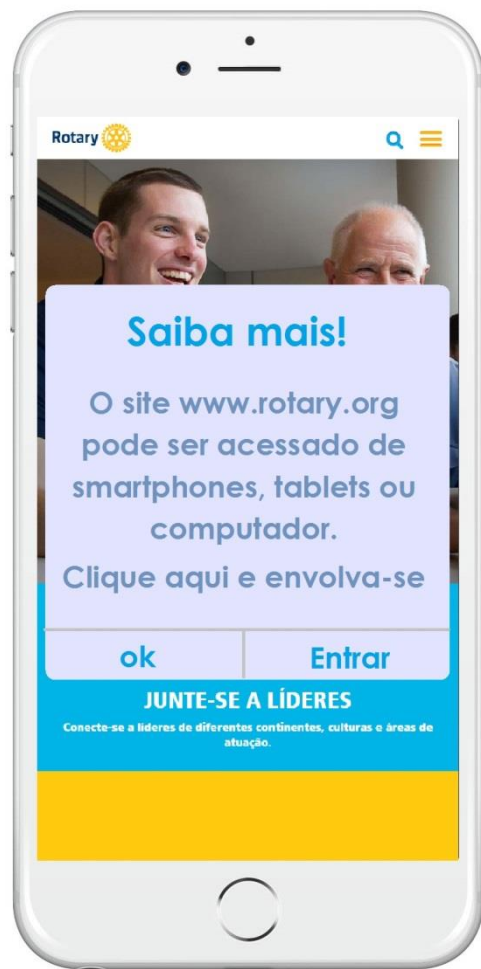 Rotary
Saiba mais!
O site www.rotary.org
pode ser acessado de
smartphones, tablets ou
computador.
Clique aqui e envolva-se
ok Entrar
JUNTE-SE A LÍDERES
Conecte-se a líderes de diferentes continentes, culturas e áreas de
atuação.